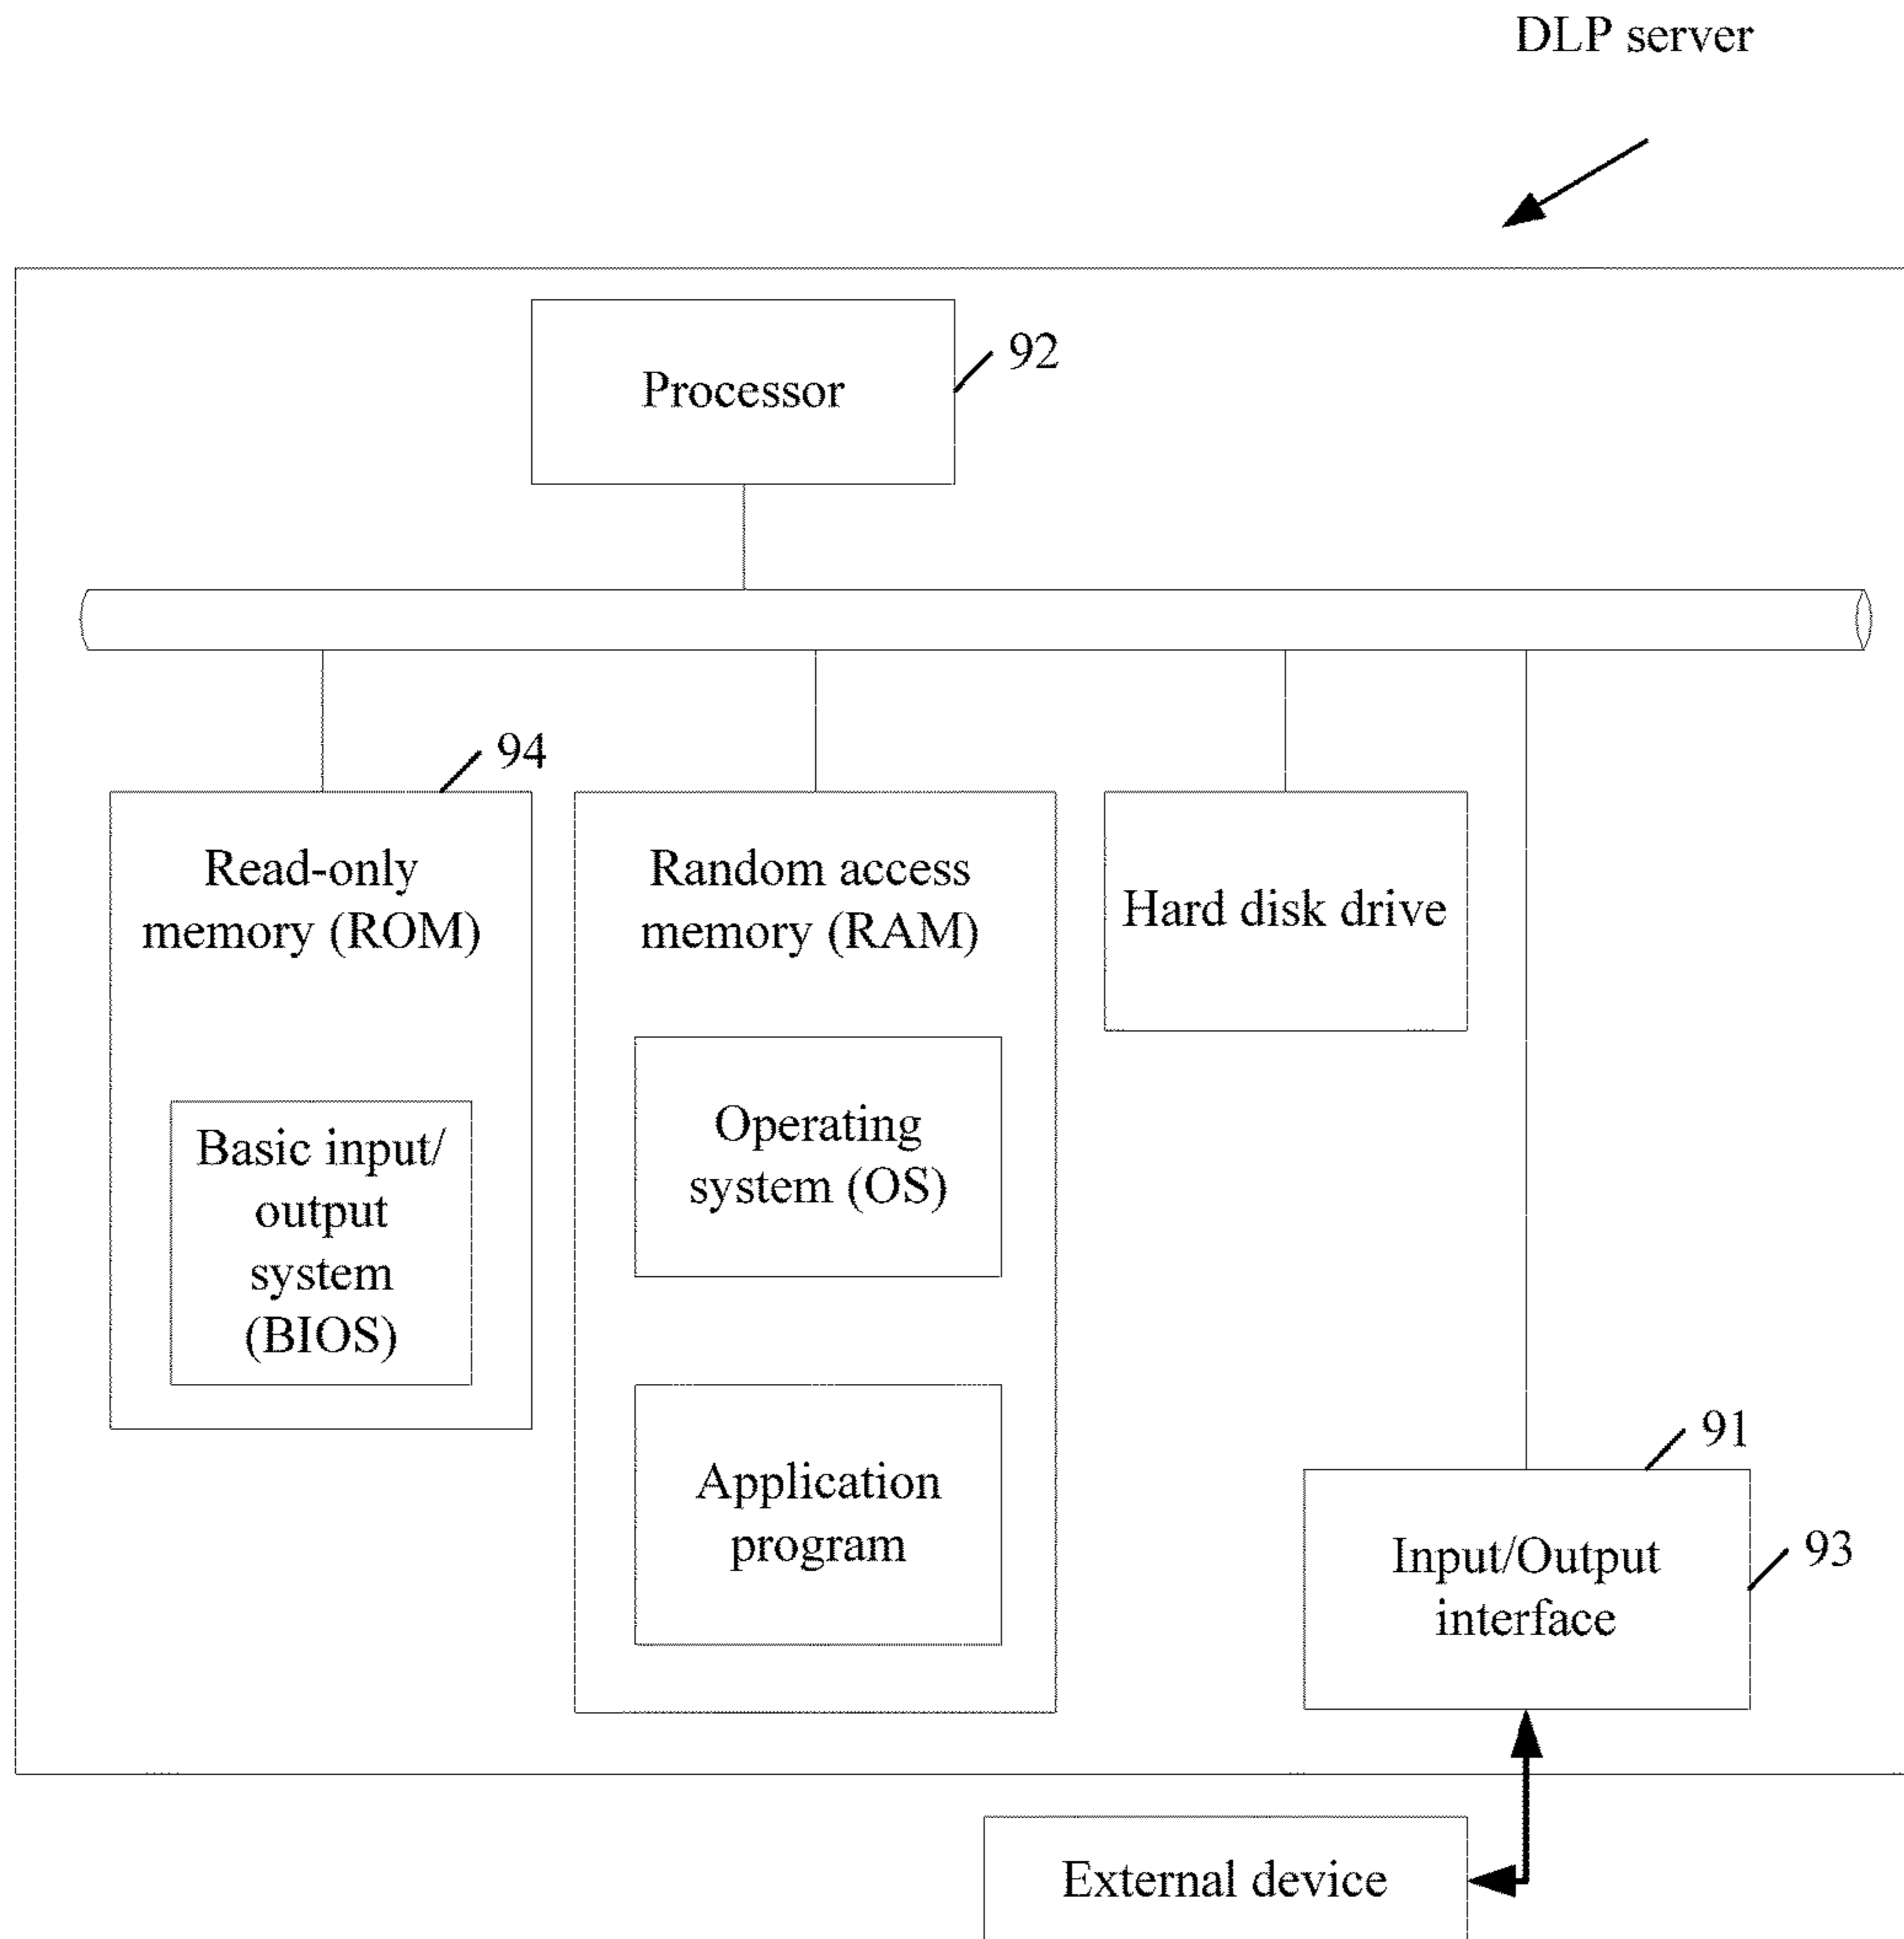 DLP server
Processor
92
94
Read-only
memory (ROM)
Basic input/
output
system
(BIOS)
Random access
memory (RAM)
Operating
system (OS)
Application
program
Hard disk drive
91
Input/Output
interface
93
External device